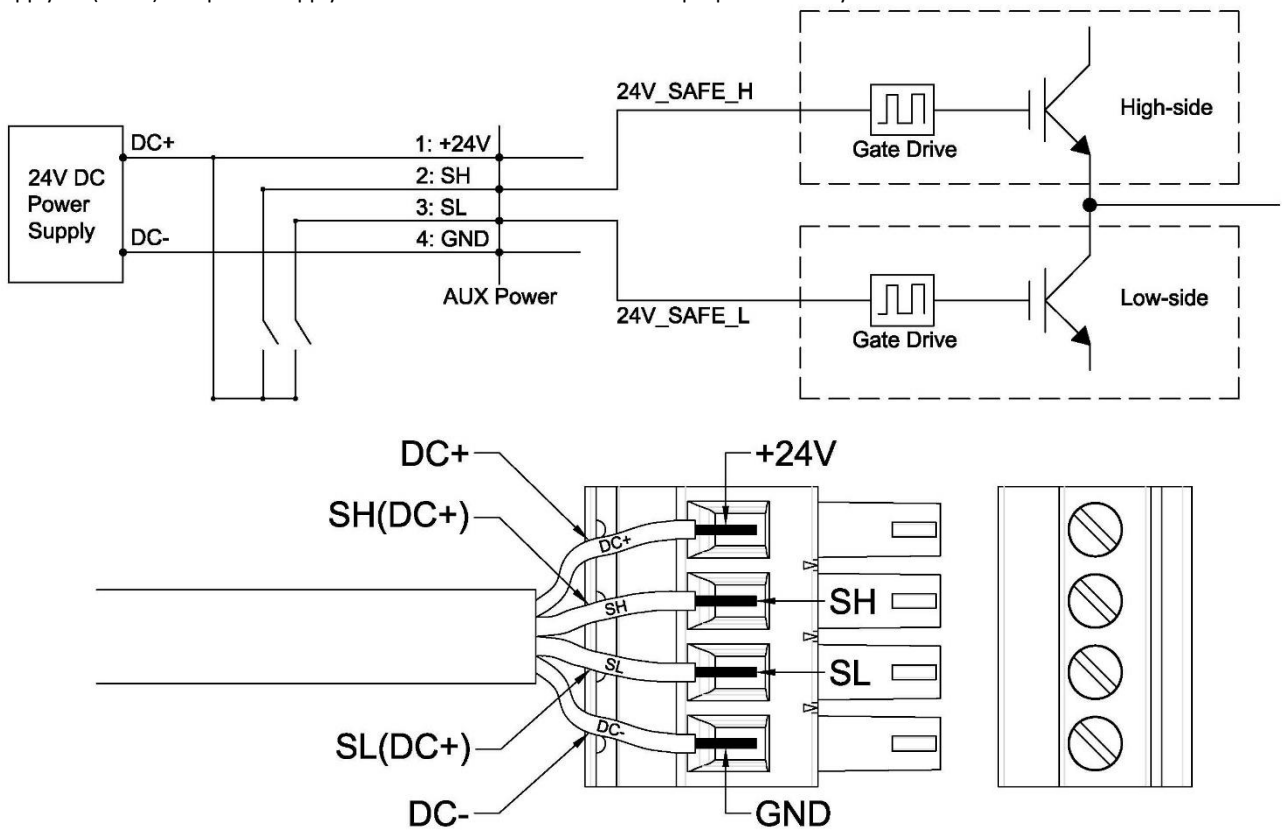 24V_SAFE_H
High-side
Gate Drive
DC+
1: +24V
2: SH
3: SL
4: GND
24V DC
Power
Supply
DC-
AUX Power
24V_SAFE_L
Low-side
Gate Drive
DC+
+24V
SH(DC+)
DC+
SH
SH
SL
SL
SL(DC+)
DC-
DC-
GND